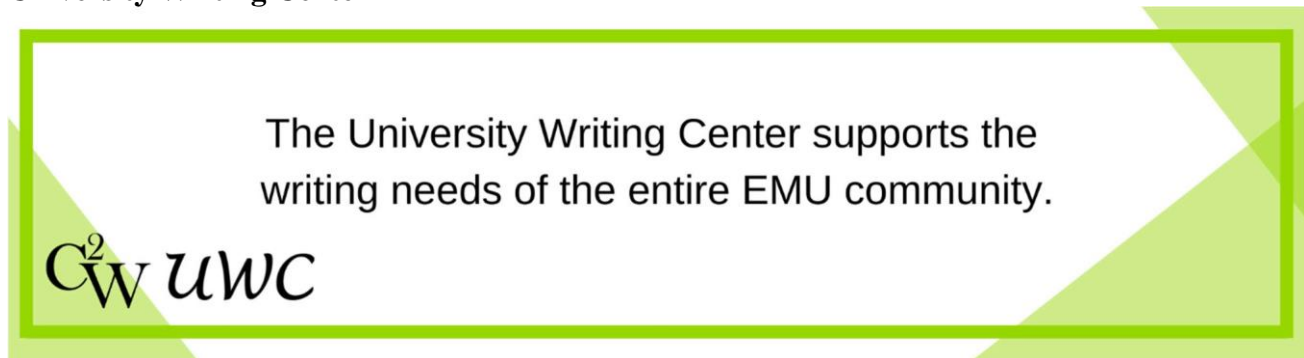 The University Writing Center supports the
writing needs of the entire EMU community.
C²W UWC